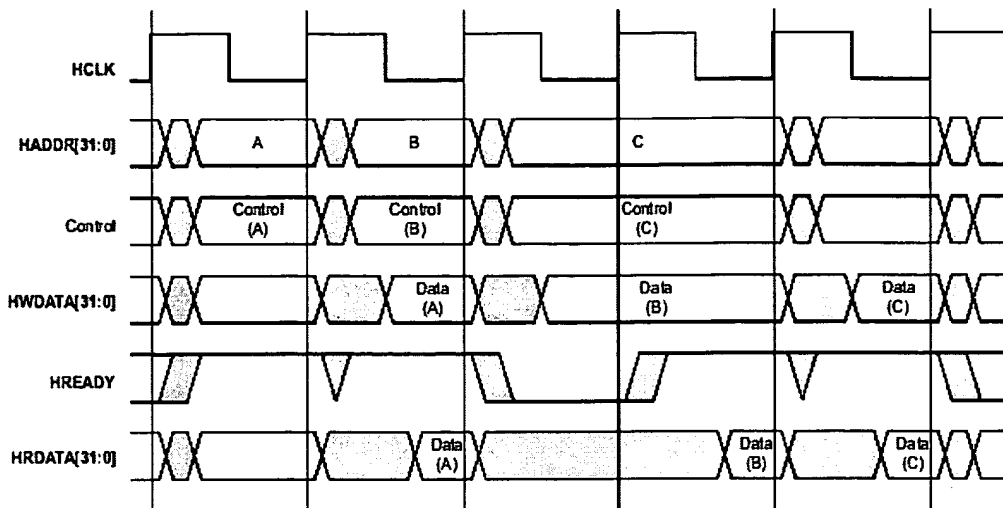 HCLK
HADDR[31:0]
A
B
C
Control
Control
(A)
Control
(B)
Control
(C)
HWDATA[31:0]
Data
(A)
Data
(B)
Data
(C)
HREADY
HRDATA[31:0]
Data
(A)
Data
(B)
Data
(C)